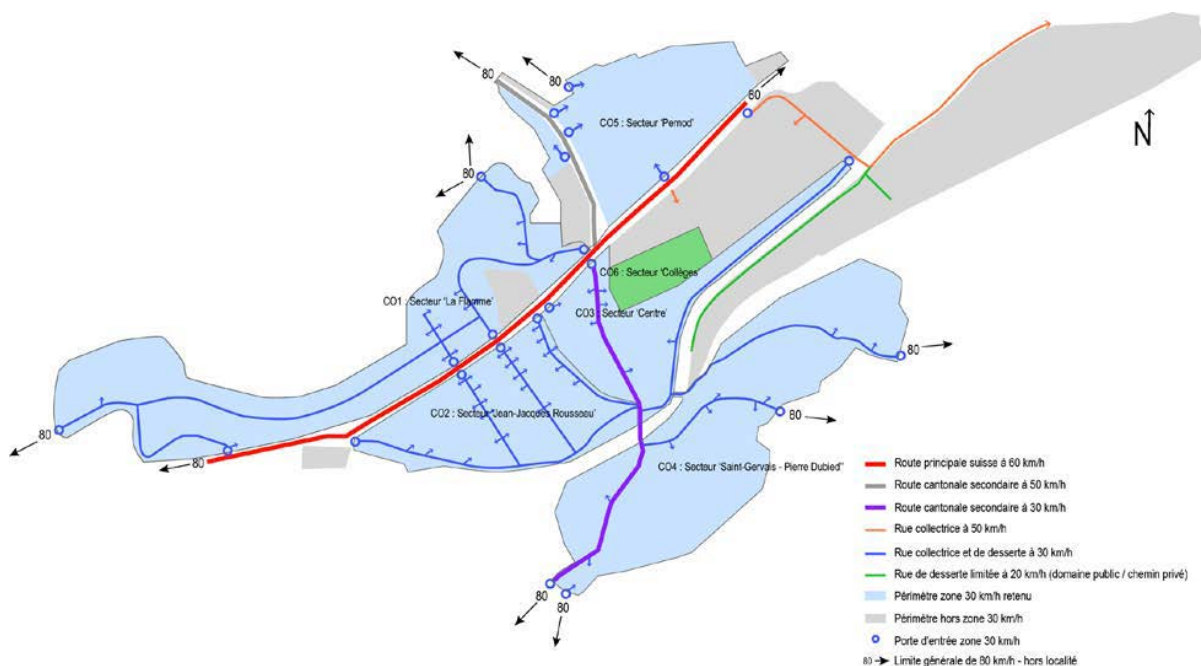 80
80
80
CO5 : Secteur 'Pernod'
N
80
CO6 : Secteur 'Collèges'
CO1 : Secteur 'La Flamme'
CO3 : Secteur 'Centre'
80
CO2 : Secteur 'Jean-Jacques Rousseau'
80
80
80
CO4 : Secteur 'Saint-Gervais - Pierre Dubied"
80
80
Route principale suisse à 60 km/h
Route cantonale secondaire à 50 km/h
Route cantonale secondaire à 30 km/h
Rue collectrice à 50 km/h
Rue collectrice et de desserte à 30 km/h
Rue de desserte limitée à 20 km/h (domaine public / chemin privé)
Périmètre zone 30 km/h retenu
Périmètre hors zone 30 km/h
Porte d'entrée zone 30 km/h
80 Limite générale de 80 km/h - hors localité